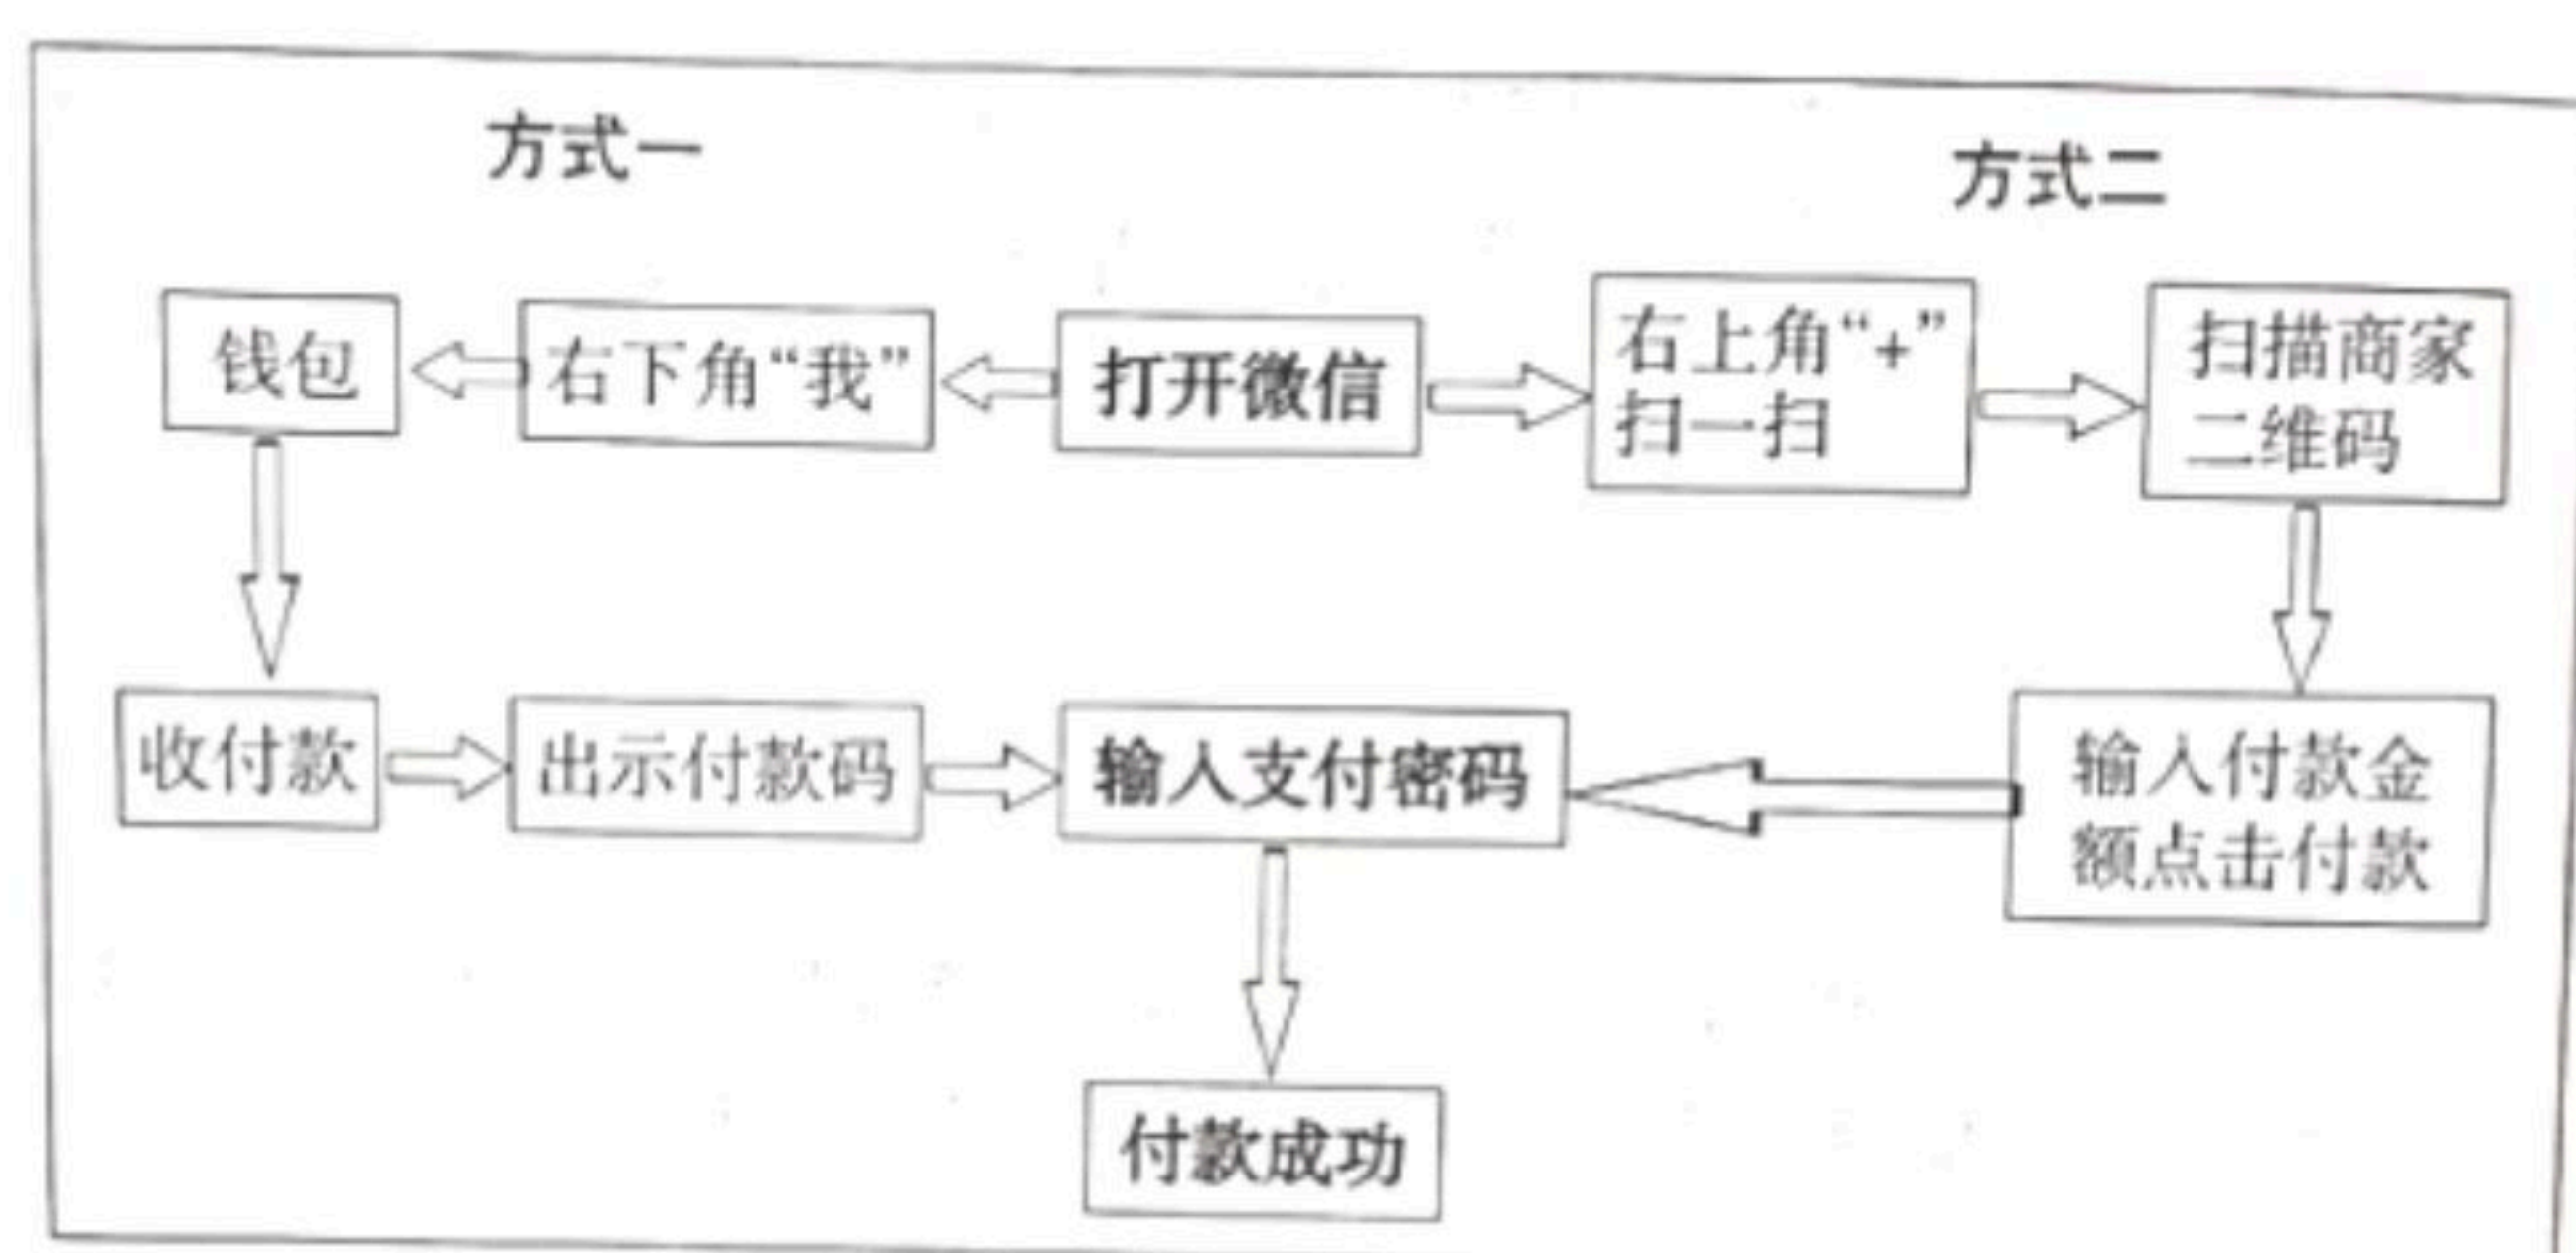 方式一
方式二
钱包
右下角“我”
打开微信
右上角“+”
扫一扫
扫描商家
二维码
收付款
出示付款码
输入支付密码
输入付款金
额点击付款
付款成功